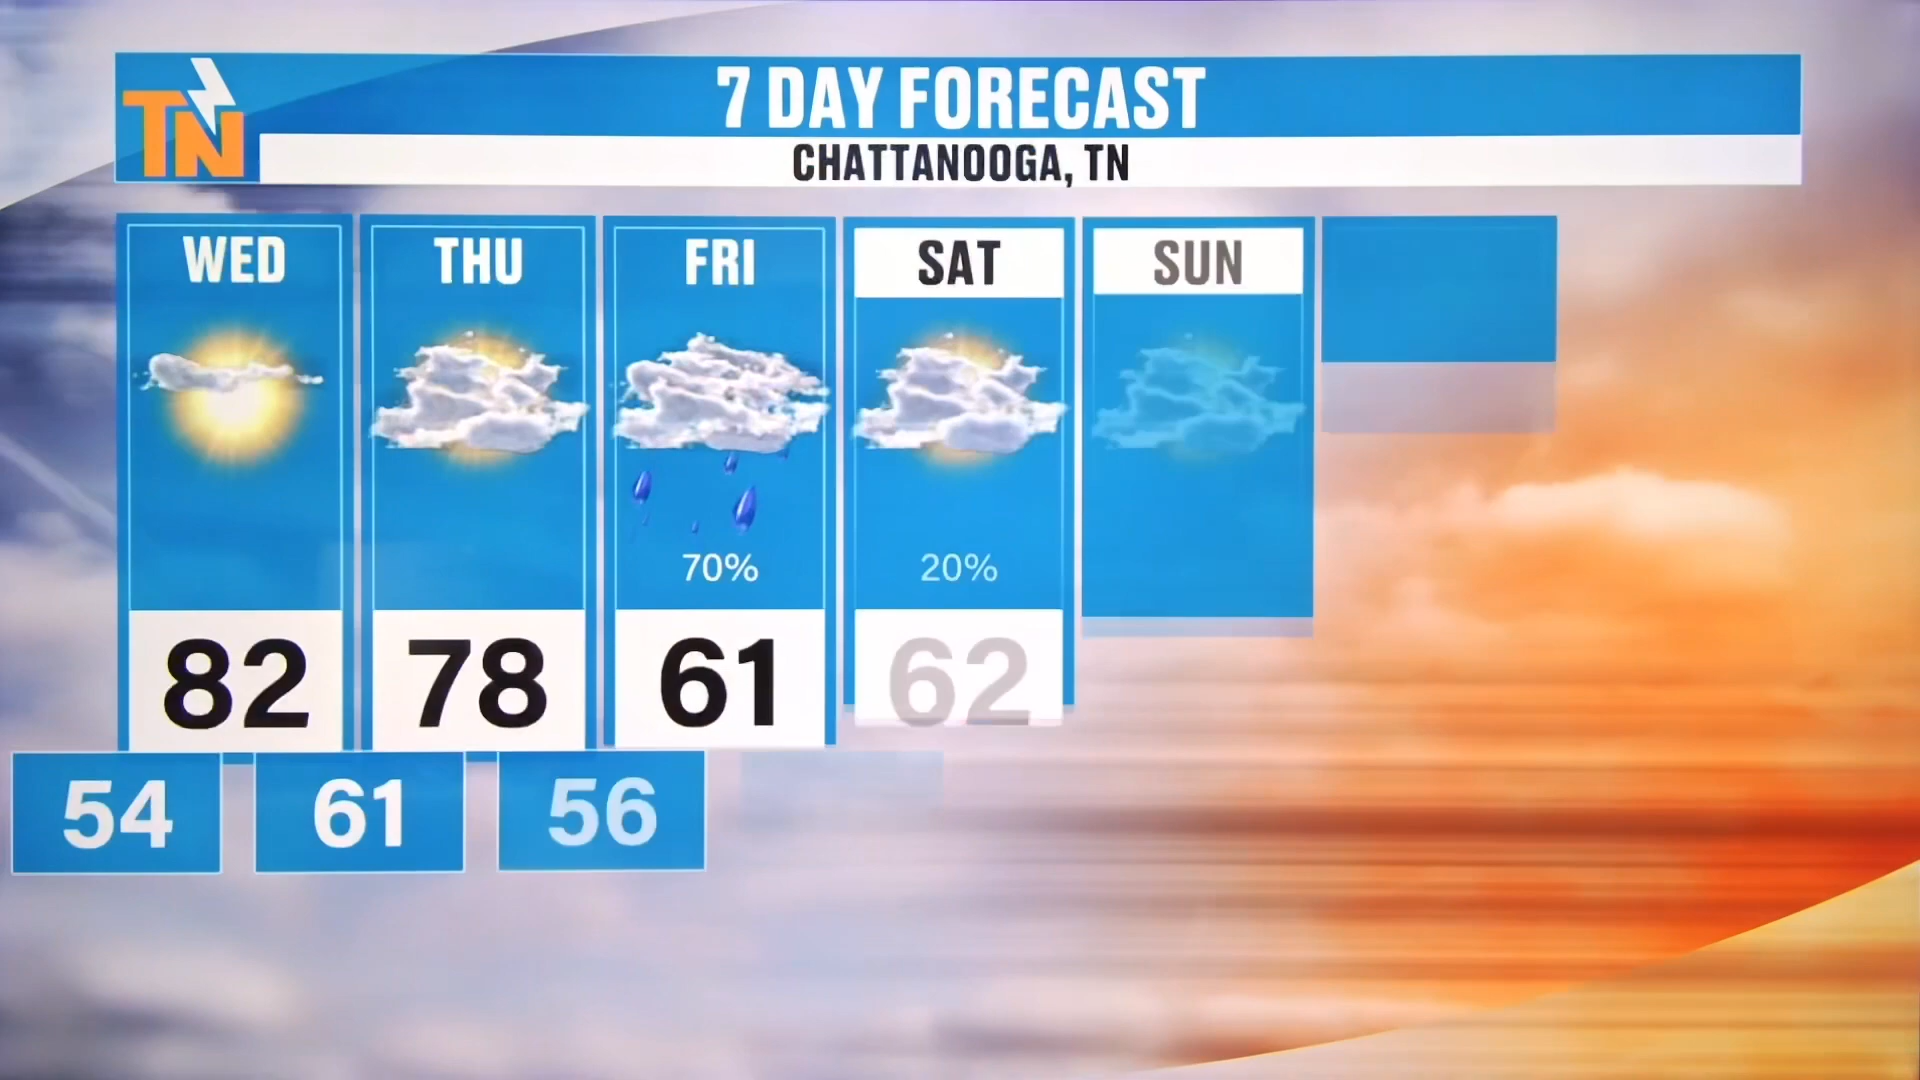 TN
7 DAY FORECAST
CHATTANOOGA, TN
WED THU FRI SAT SUN
70% 20%
82 78 61 62
54 61 56